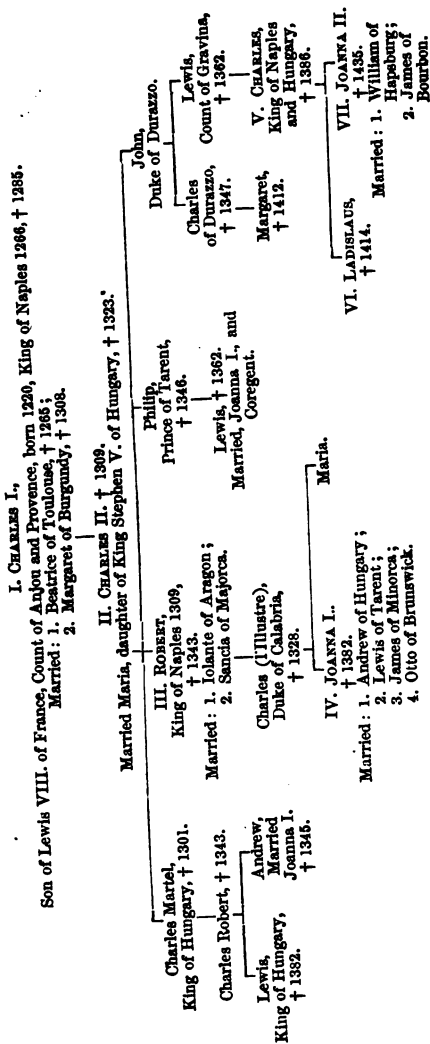 I. CHARLES I.,
Son of Lewis VIII. of France, Count of Anjou and Provence, born 1220, King of Naples 1266, † 1285.
Married: 1. Beatrice of Toulouse, † 1265;
2. Margaret of Burgundy, † 1308.
II. CHARLES II. † 1309.
Married Maria, daughter of King Stephen V. of Hungary, † 1323.
Charles Martel,
King of Hungary, † 1301.
Charles Robert, † 1343.
Lewis,
King of Hungary,
† 1382.
Andrew,
Married
Joanna I.
† 1345.
III. ROBERT,
King of Naples 1309,
† 1343.
Married: 1. Iolante of Aragon;
2. Sancia of Majorca.
Charles (l'Illustre),
Duke of Calabria,
† 1328.
IV. JOANNA I..
† 1382.
Married: 1. Andrew of Hungary;
2. Lewis of Tarent;
3. James of Minorca;
4. Otto of Brunswick.
Maria.
Philip,
Prince of Tarent,
† 1346.
Lewis, † 1362.
Married, Joanna I., and
Coregent.
John,
Duke of Durazzo.
Charles
of Durazzo,
† 1347.
Margaret,
† 1412.
Lewis,
Count of Gravina,
† 1362.
V. CHARLES,
King of Naples
and Hungary,
† 1386.
VI. LADISLAUS,
† 1414.
VII. JOANNA II.
† 1435.
Married: 1. William of
Hapsburg;
2. James of
Bourbon.